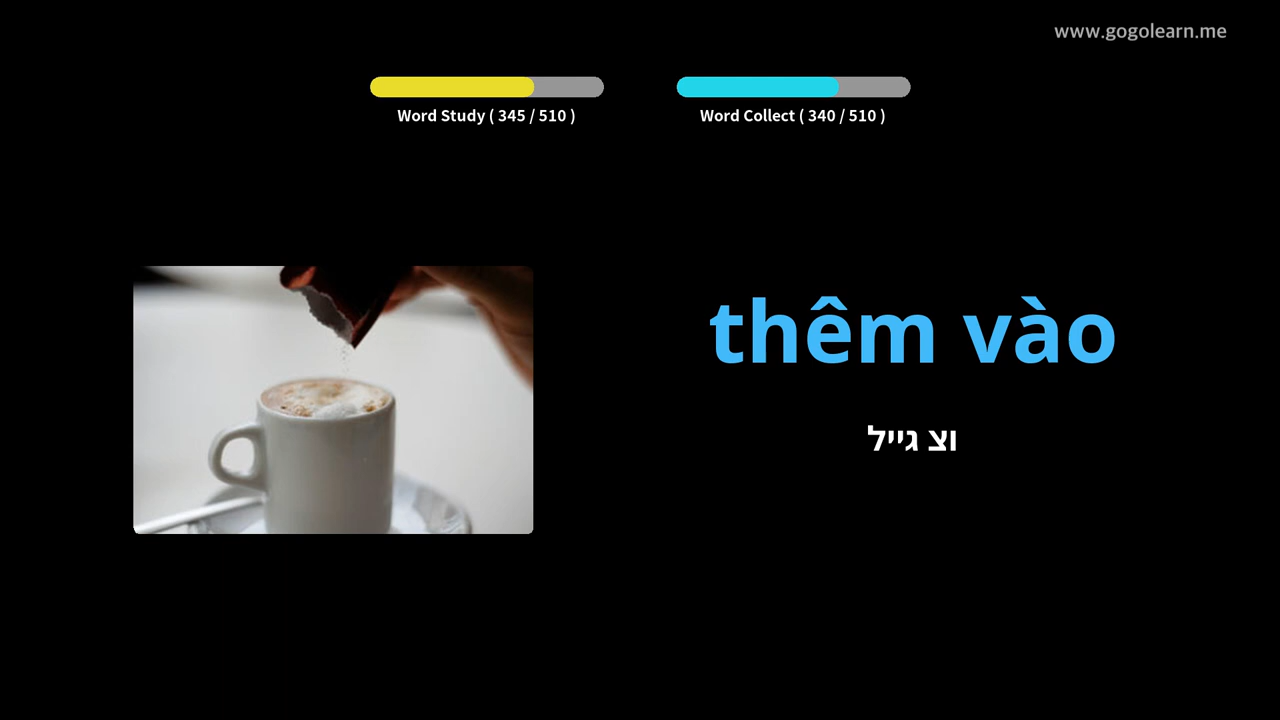 www.gogolearn.me
Word Study ( 345 / 510 )
Word Collect ( 340 / 510 )
thêm vào
וצ גייל